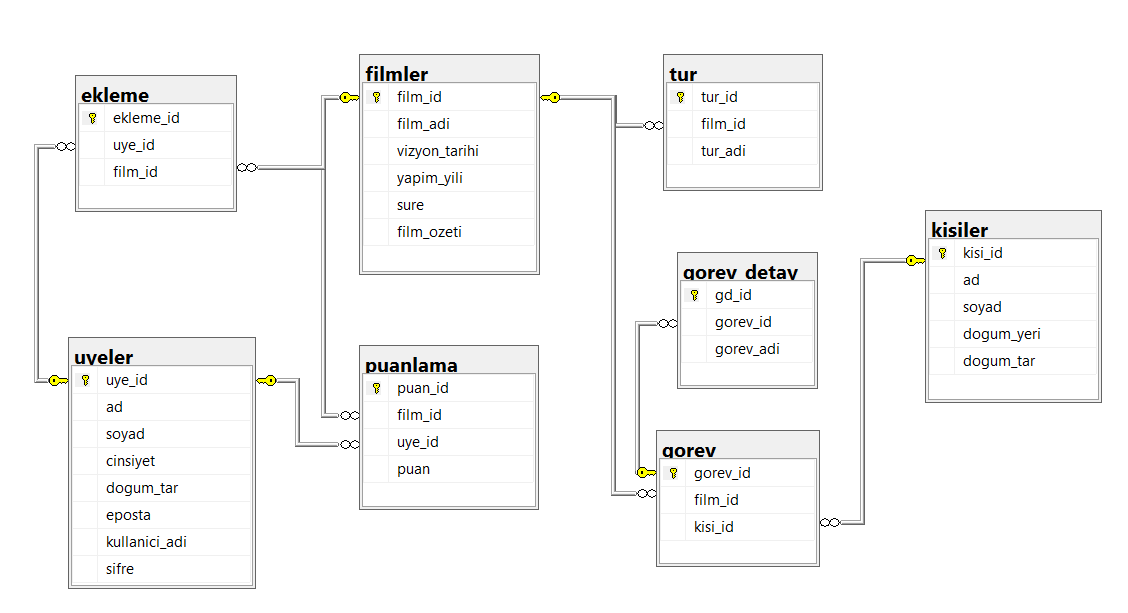 ekleme
ekleme_id
uye_id
film_id
filmler
film_id
film_adi
vizyon_tarihi
yapim_yili
sure
film_ozeti
tur
tur_id
film_id
tur_adi
kisiler
kisi_id
ad
soyad
dogum_yeri
dogum_tar
gorev_detay
gd_id
gorev_id
gorev_adi
uyeler
uye_id
ad
soyad
cinsiyet
dogum_tar
eposta
kullanici_adi
sifre
puanlama
puan_id
film_id
uye_id
puan
gorev
gorev_id
film_id
kisi_id